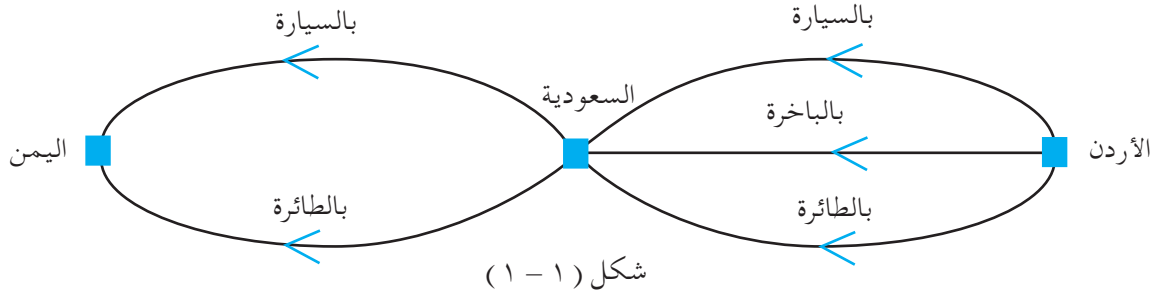 بالسيارة
بالسيارة
السعودية
بالباخرة
الأردن
اليمن
بالطائرة
بالطائرة
شكل ( ١ – ١ )